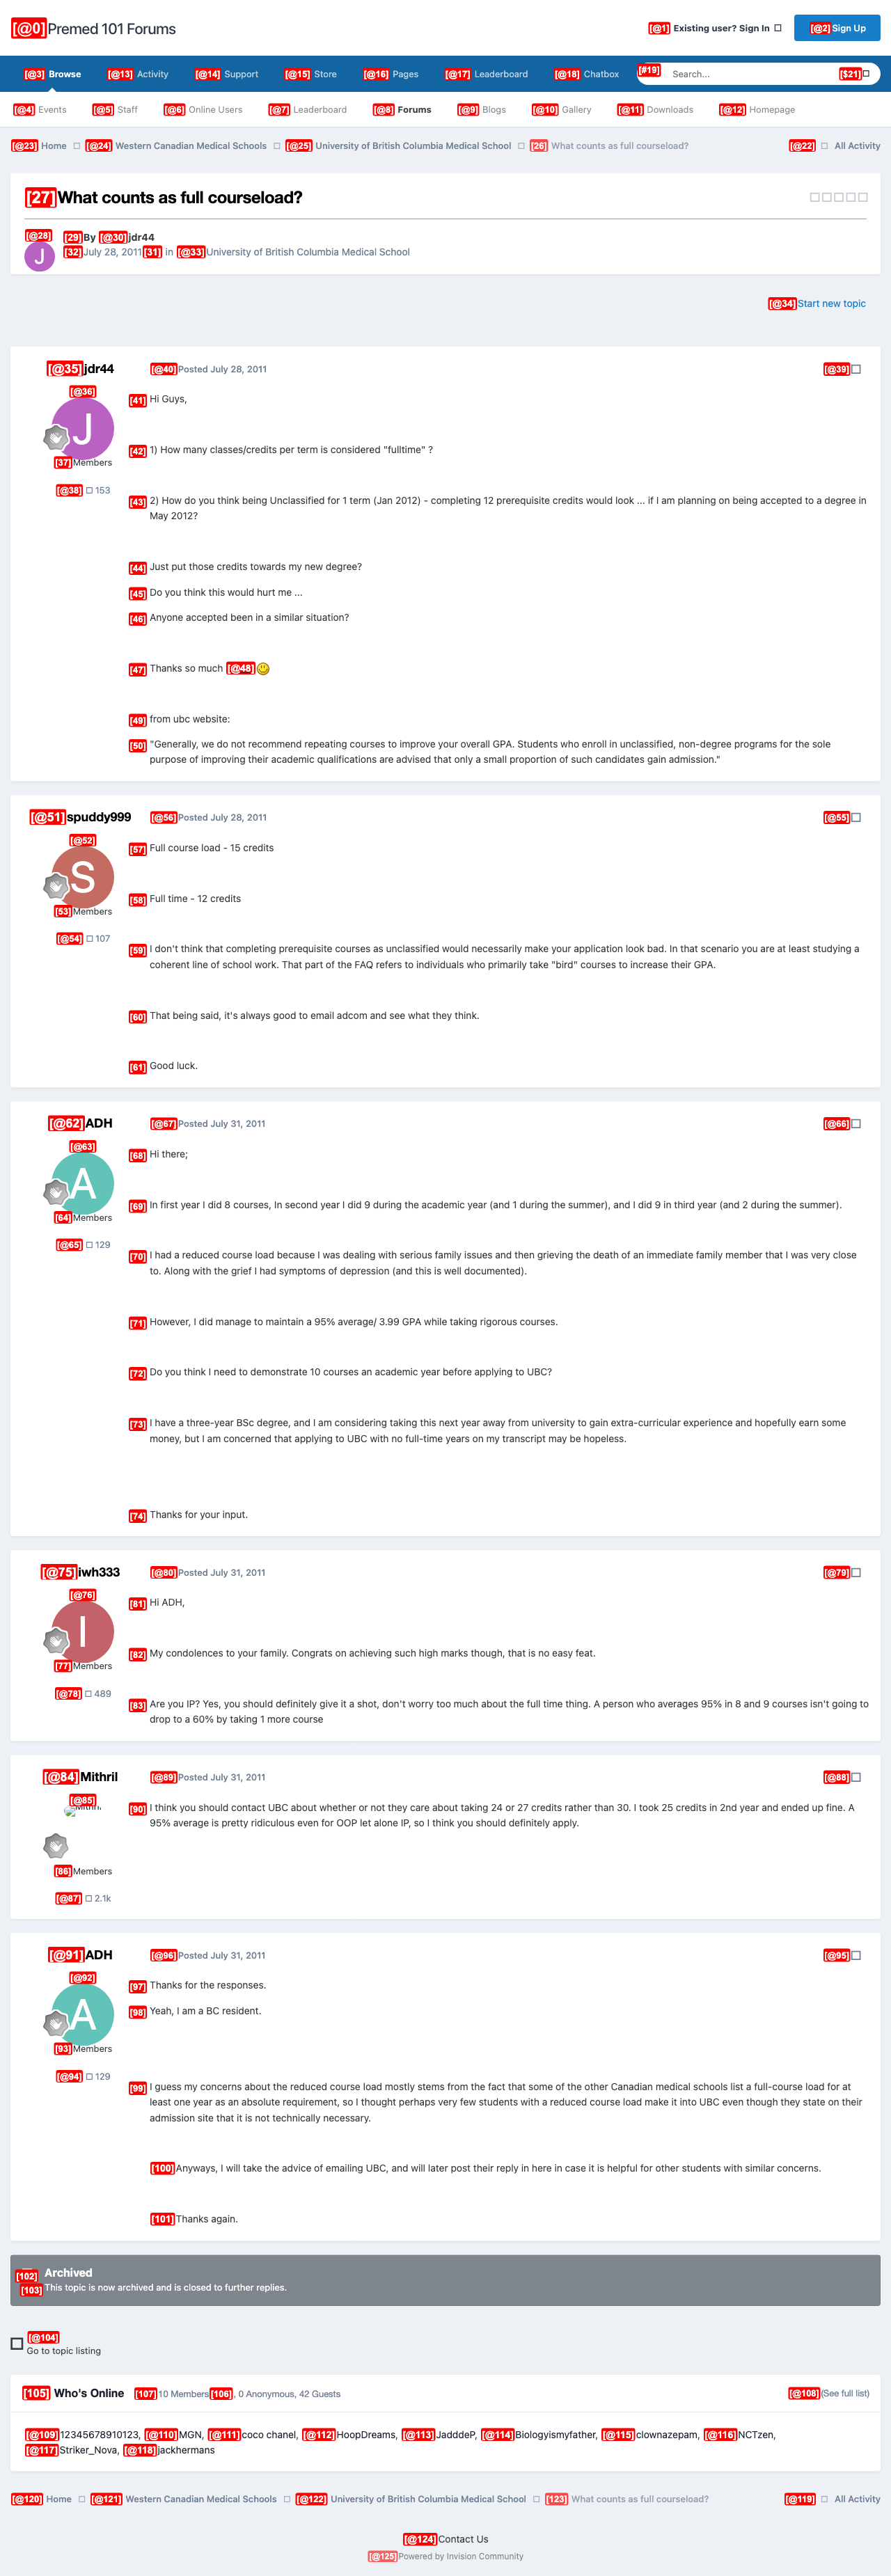 [@0]Premed 101 Forums
[@1] Existing user? Sign In
[@2]Sign Up
[@3] Browse [@13] Activity [@14] Support [@15] Store [@16] Pages [@17] Leaderboard [@18] Chatbox [#19] Search... [$21]
[@4] Events [@5] Staff [@6] Online Users [@7] Leaderboard [@8] Forums [@9] Blogs [@10] Gallery [@11] Downloads [@12] Homepage
[@23] Home [@24] Western Canadian Medical Schools [@25] University of British Columbia Medical School [26] What counts as full courseload? [@22] All Activity
[27]What counts as full courseload?
[@28]
J
[29]By [@30]jdr44
[32]July 28, 2011[31] in [@33]University of British Columbia Medical School
[@34]Start new topic
[@35]jdr44
[@36]
J
[37]Members
[@38] 153
[@40]Posted July 28, 2011 [@39]
[41] Hi Guys,
[42] 1) How many classes/credits per term is considered "fulltime" ?
[43] 2) How do you think being Unclassified for 1 term (Jan 2012) - completing 12 prerequisite credits would look ... if I am planning on being accepted to a degree in
May 2012?
[44] Just put those credits towards my new degree?
[45] Do you think this would hurt me ...
[46] Anyone accepted been in a similar situation?
[47] Thanks so much [@48]
[49] from ubc website:
[50] "Generally, we do not recommend repeating courses to improve your overall GPA. Students who enroll in unclassified, non-degree programs for the sole
purpose of improving their academic qualifications are advised that only a small proportion of such candidates gain admission."
[@51]spuddy999
[@52]
S
[53]Members
[@54] 107
[@56]Posted July 28, 2011 [@55]
[57] Full course load - 15 credits
[58] Full time - 12 credits
[59] I don't think that completing prerequisite courses as unclassified would necessarily make your application look bad. In that scenario you are at least studying a
coherent line of school work. That part of the FAQ refers to individuals who primarily take "bird" courses to increase their GPA.
[60] That being said, it's always good to email adcom and see what they think.
[61] Good luck.
[@62]ADH
[@63]
A
[64]Members
[@65] 129
[@67]Posted July 31, 2011 [@66]
[68] Hi there;
[69] In first year I did 8 courses, In second year I did 9 during the academic year (and 1 during the summer), and I did 9 in third year (and 2 during the summer).
[70] I had a reduced course load because I was dealing with serious family issues and then grieving the death of an immediate family member that I was very close
to. Along with the grief I had symptoms of depression (and this is well documented).
[71] However, I did manage to maintain a 95% average/ 3.99 GPA while taking rigorous courses.
[72] Do you think I need to demonstrate 10 courses an academic year before applying to UBC?
[73] I have a three-year BSc degree, and I am considering taking this next year away from university to gain extra-curricular experience and hopefully earn some
money, but I am concerned that applying to UBC with no full-time years on my transcript may be hopeless.
[74] Thanks for your input.
[@75]iwh333
[@76]
I
[77]Members
[@78] 489
[@80]Posted July 31, 2011 [@79]
[81] Hi ADH,
[82] My condolences to your family. Congrats on achieving such high marks though, that is no easy feat.
[83] Are you IP? Yes, you should definitely give it a shot, don't worry too much about the full time thing. A person who averages 95% in 8 and 9 courses isn't going to
drop to a 60% by taking 1 more course
[@84]Mithril
[@85]
[86]Members
[@87] 2.1k
[@89]Posted July 31, 2011 [@88]
[90] I think you should contact UBC about whether or not they care about taking 24 or 27 credits rather than 30. I took 25 credits in 2nd year and ended up fine. A
95% average is pretty ridiculous even for OOP let alone IP, so I think you should definitely apply.
[@91]ADH
[@92]
A
[93]Members
[@94] 129
[@96]Posted July 31, 2011 [@95]
[97] Thanks for the responses.
[98] Yeah, I am a BC resident.
[99] I guess my concerns about the reduced course load mostly stems from the fact that some of the other Canadian medical schools list a full-course load for at
least one year as an absolute requirement, so I thought perhaps very few students with a reduced course load make it into UBC even though they state on their
admission site that it is not technically necessary.
[100]Anyways, I will take the advice of emailing UBC, and will later post their reply in here in case it is helpful for other students with similar concerns.
[101]Thanks again.
[102] Archived
[103]This topic is now archived and is closed to further replies.
[@104]
Go to topic listing
[105] Who's Online [107]10 Members[106], 0 Anonymous, 42 Guests [@108](See full list)
[@109]12345678910123, [@110]MGN, [@111]coco chanel, [@112]HoopDreams, [@113]JadddeP, [@114]Biologyismyfather, [@115]clownazepam, [@116]NCTzen,
[@117]Striker_Nova, [@118]jackhermans
[@120] Home [@121] Western Canadian Medical Schools [@122] University of British Columbia Medical School [123] What counts as full courseload? [@119] All Activity
[@124]Contact Us
[@125]Powered by Invision Community